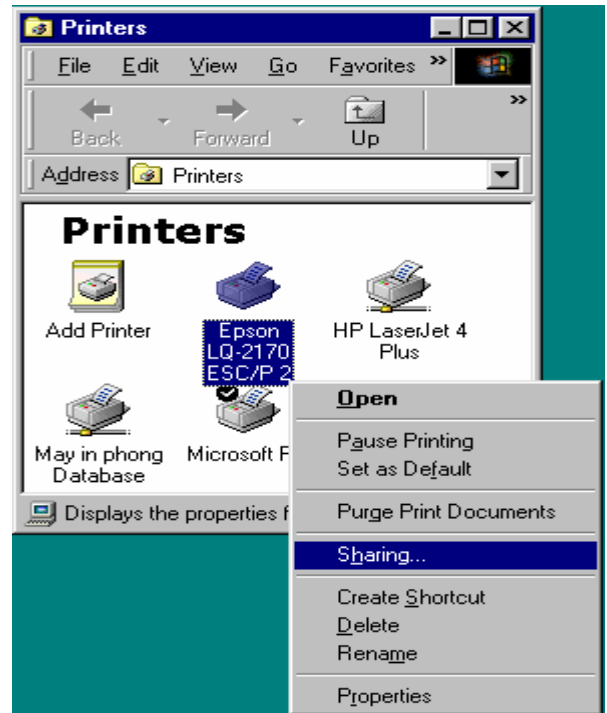 Printers
File Edit View Go Favorites »
Back Forward Up »
Address Printers
Printers
Add Printer
Epson
LQ-2170
ESC/P 2
HP LaserJet 4
Plus
May in phong
Database
Microsoft F
Displays the properties f
Open
Pause Printing
Set as Default
Purge Print Documents
Sharing...
Create Shortcut
Delete
Rename
Properties